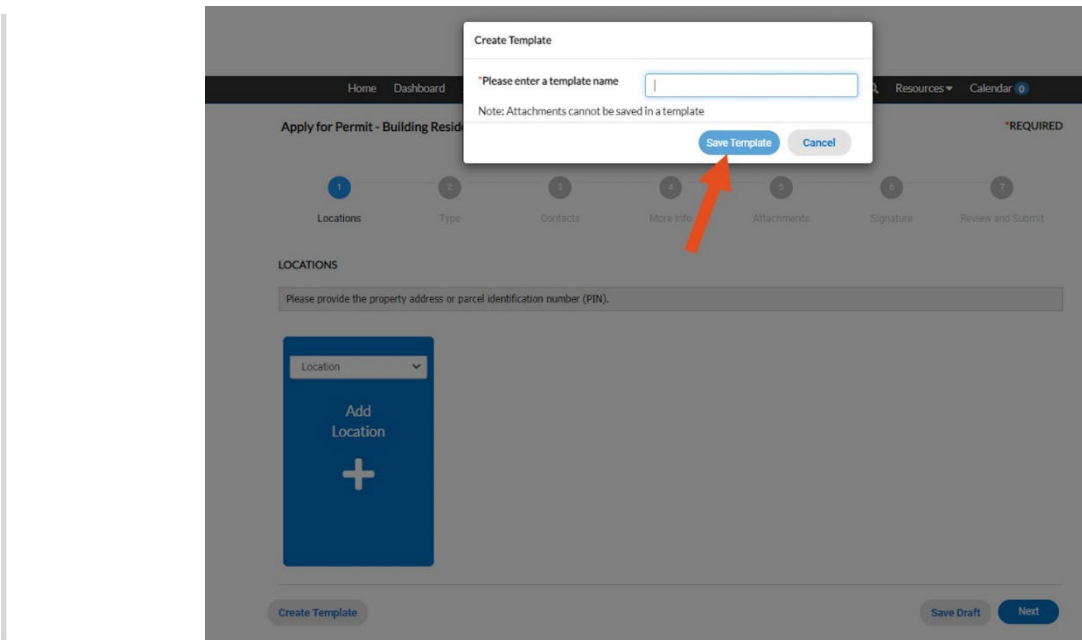 Create Template
*Please enter a template name
Note: Attachments cannot be saved in a template
Save Template Cancel
Home Dashboard Resources Calendar 0
Apply for Permit - Building Reside
*REQUIRED
1 2 3 4 5 6 7
Locations Type Contacts More Info Attachments Signature Review and Submit
LOCATIONS
Please provide the property address or parcel identification number (PIN).
Location
Add
Location
Create Template Save Draft Next